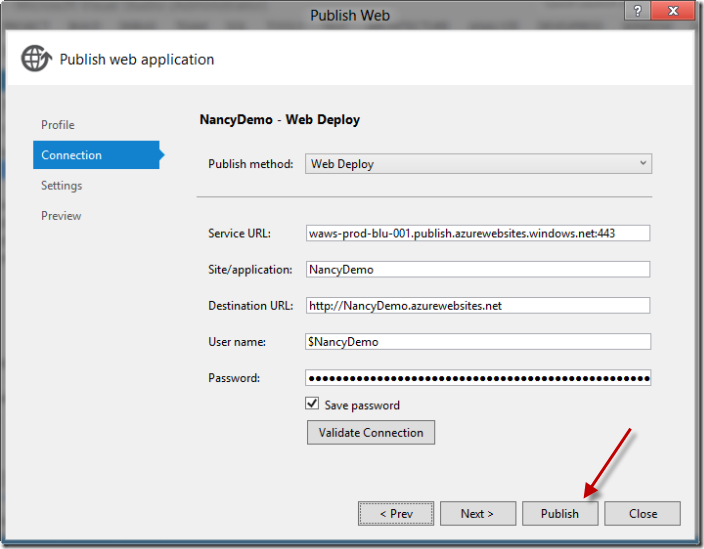 Publish Web
?
x
Publish web application
Profile
Connection
Settings
Preview
NancyDemo - Web Deploy
Publish method: Web Deploy
Service URL: waws-prod-blu-001.publish.azurewebsites.windows.net:443
Site/application: NancyDemo
Destination URL: http://NancyDemo.azurewebsites.net
User name: $NancyDemo
Password:
Save password
Validate Connection
< Prev
Next >
Publish
Close